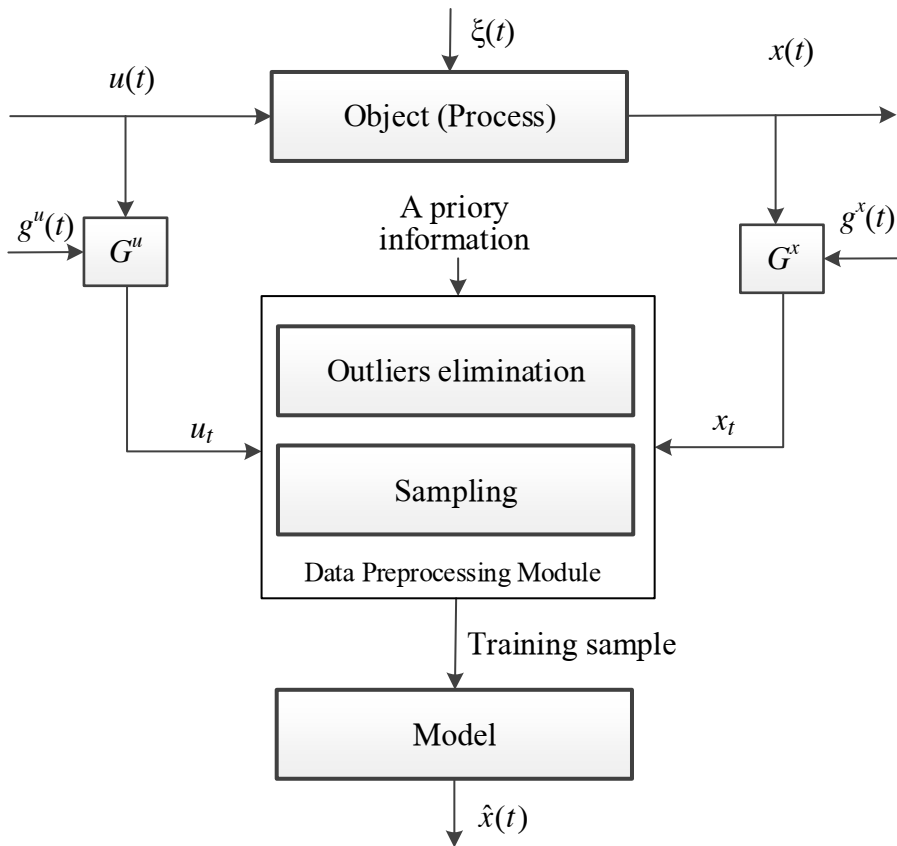 ξ(t)
u(t)
x(t)
Object (Process)
g^u(t)
G^u
A priory
information
g^x(t)
G^x
Outliers elimination
u_t
x_t
Sampling
Data Preprocessing Module
Training sample
Model
x̂(t)